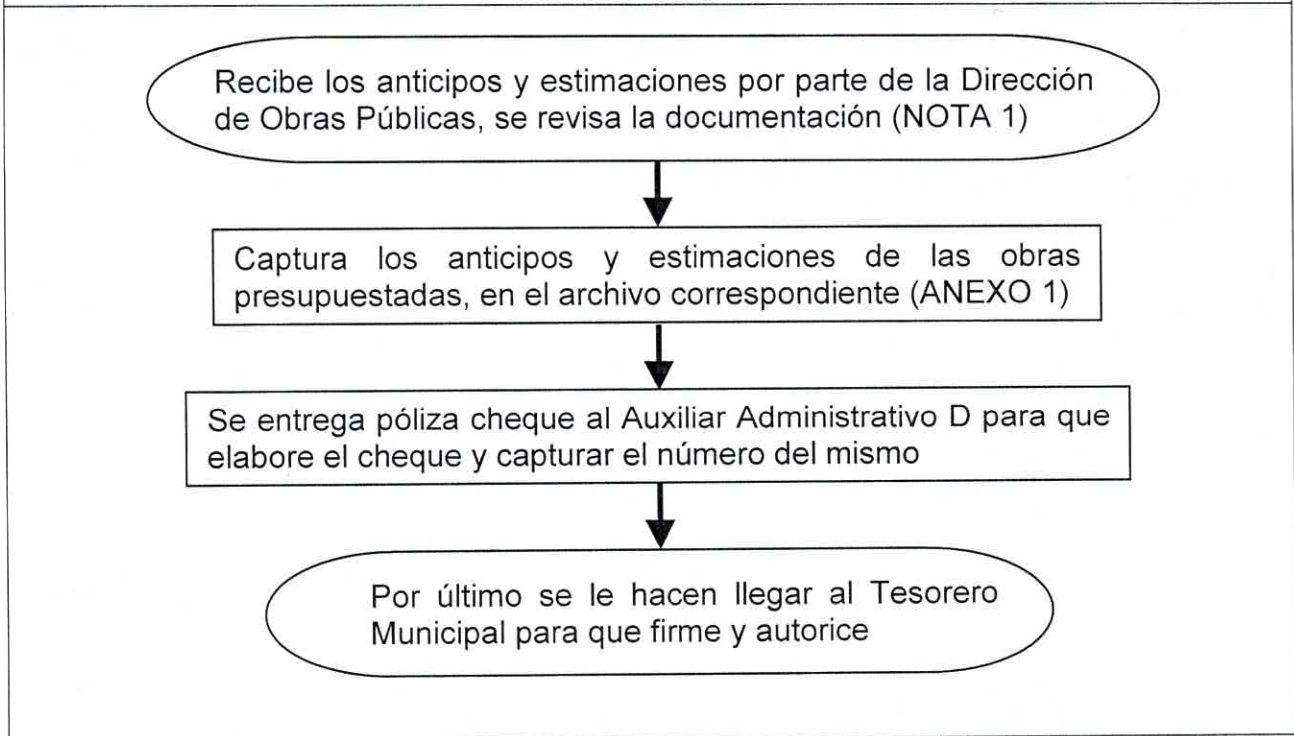 Recibe los anticipos y estimaciones por parte de la Dirección
de Obras Públicas, se revisa la documentación (NOTA 1)
Captura los anticipos y estimaciones de las obras
presupuestadas, en el archivo correspondiente (ANEXO 1)
Se entrega póliza cheque al Auxiliar Administrativo D para que
elabore el cheque y capturar el número del mismo
Por último se le hacen llegar al Tesorero
Municipal para que firme y autorice